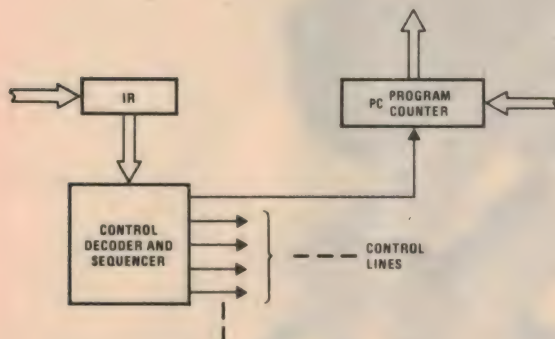 IR
PC PROGRAM
COUNTER
CONTROL
DECODER AND
SEQUENCER
CONTROL
LINES